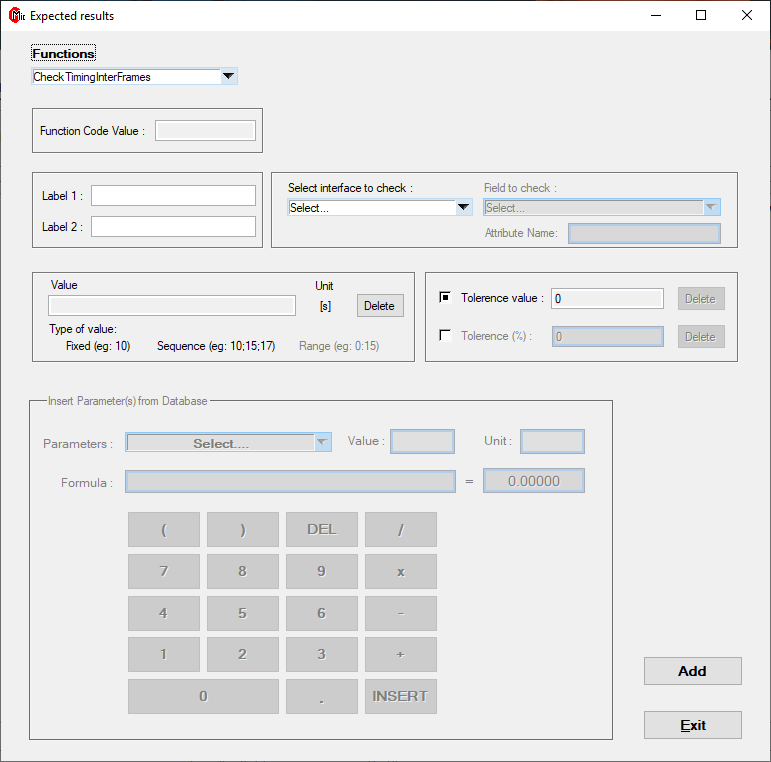 Expected results
Functions
CheckTimingInterFrames
Function Code Value :
Label 1 :
Label 2 :
Select interface to check :
Select...
Field to check :
Select...
Attribute Name:
Value
Unit
[s]
Delete
Type of value:
Fixed (eg: 10)
Sequence (eg: 10;15;17)
Range (eg: 0:15)
Tolerence value :
0
Delete
Tolerence (%) :
0
Delete
Insert Parameter(s) from Database
Parameters :
Select....
Value :
Unit :
Formula :
=
0.00000
( ) DEL /
7 8 9 x
4 5 6 -
1 2 3 +
0 . INSERT
Add
Exit